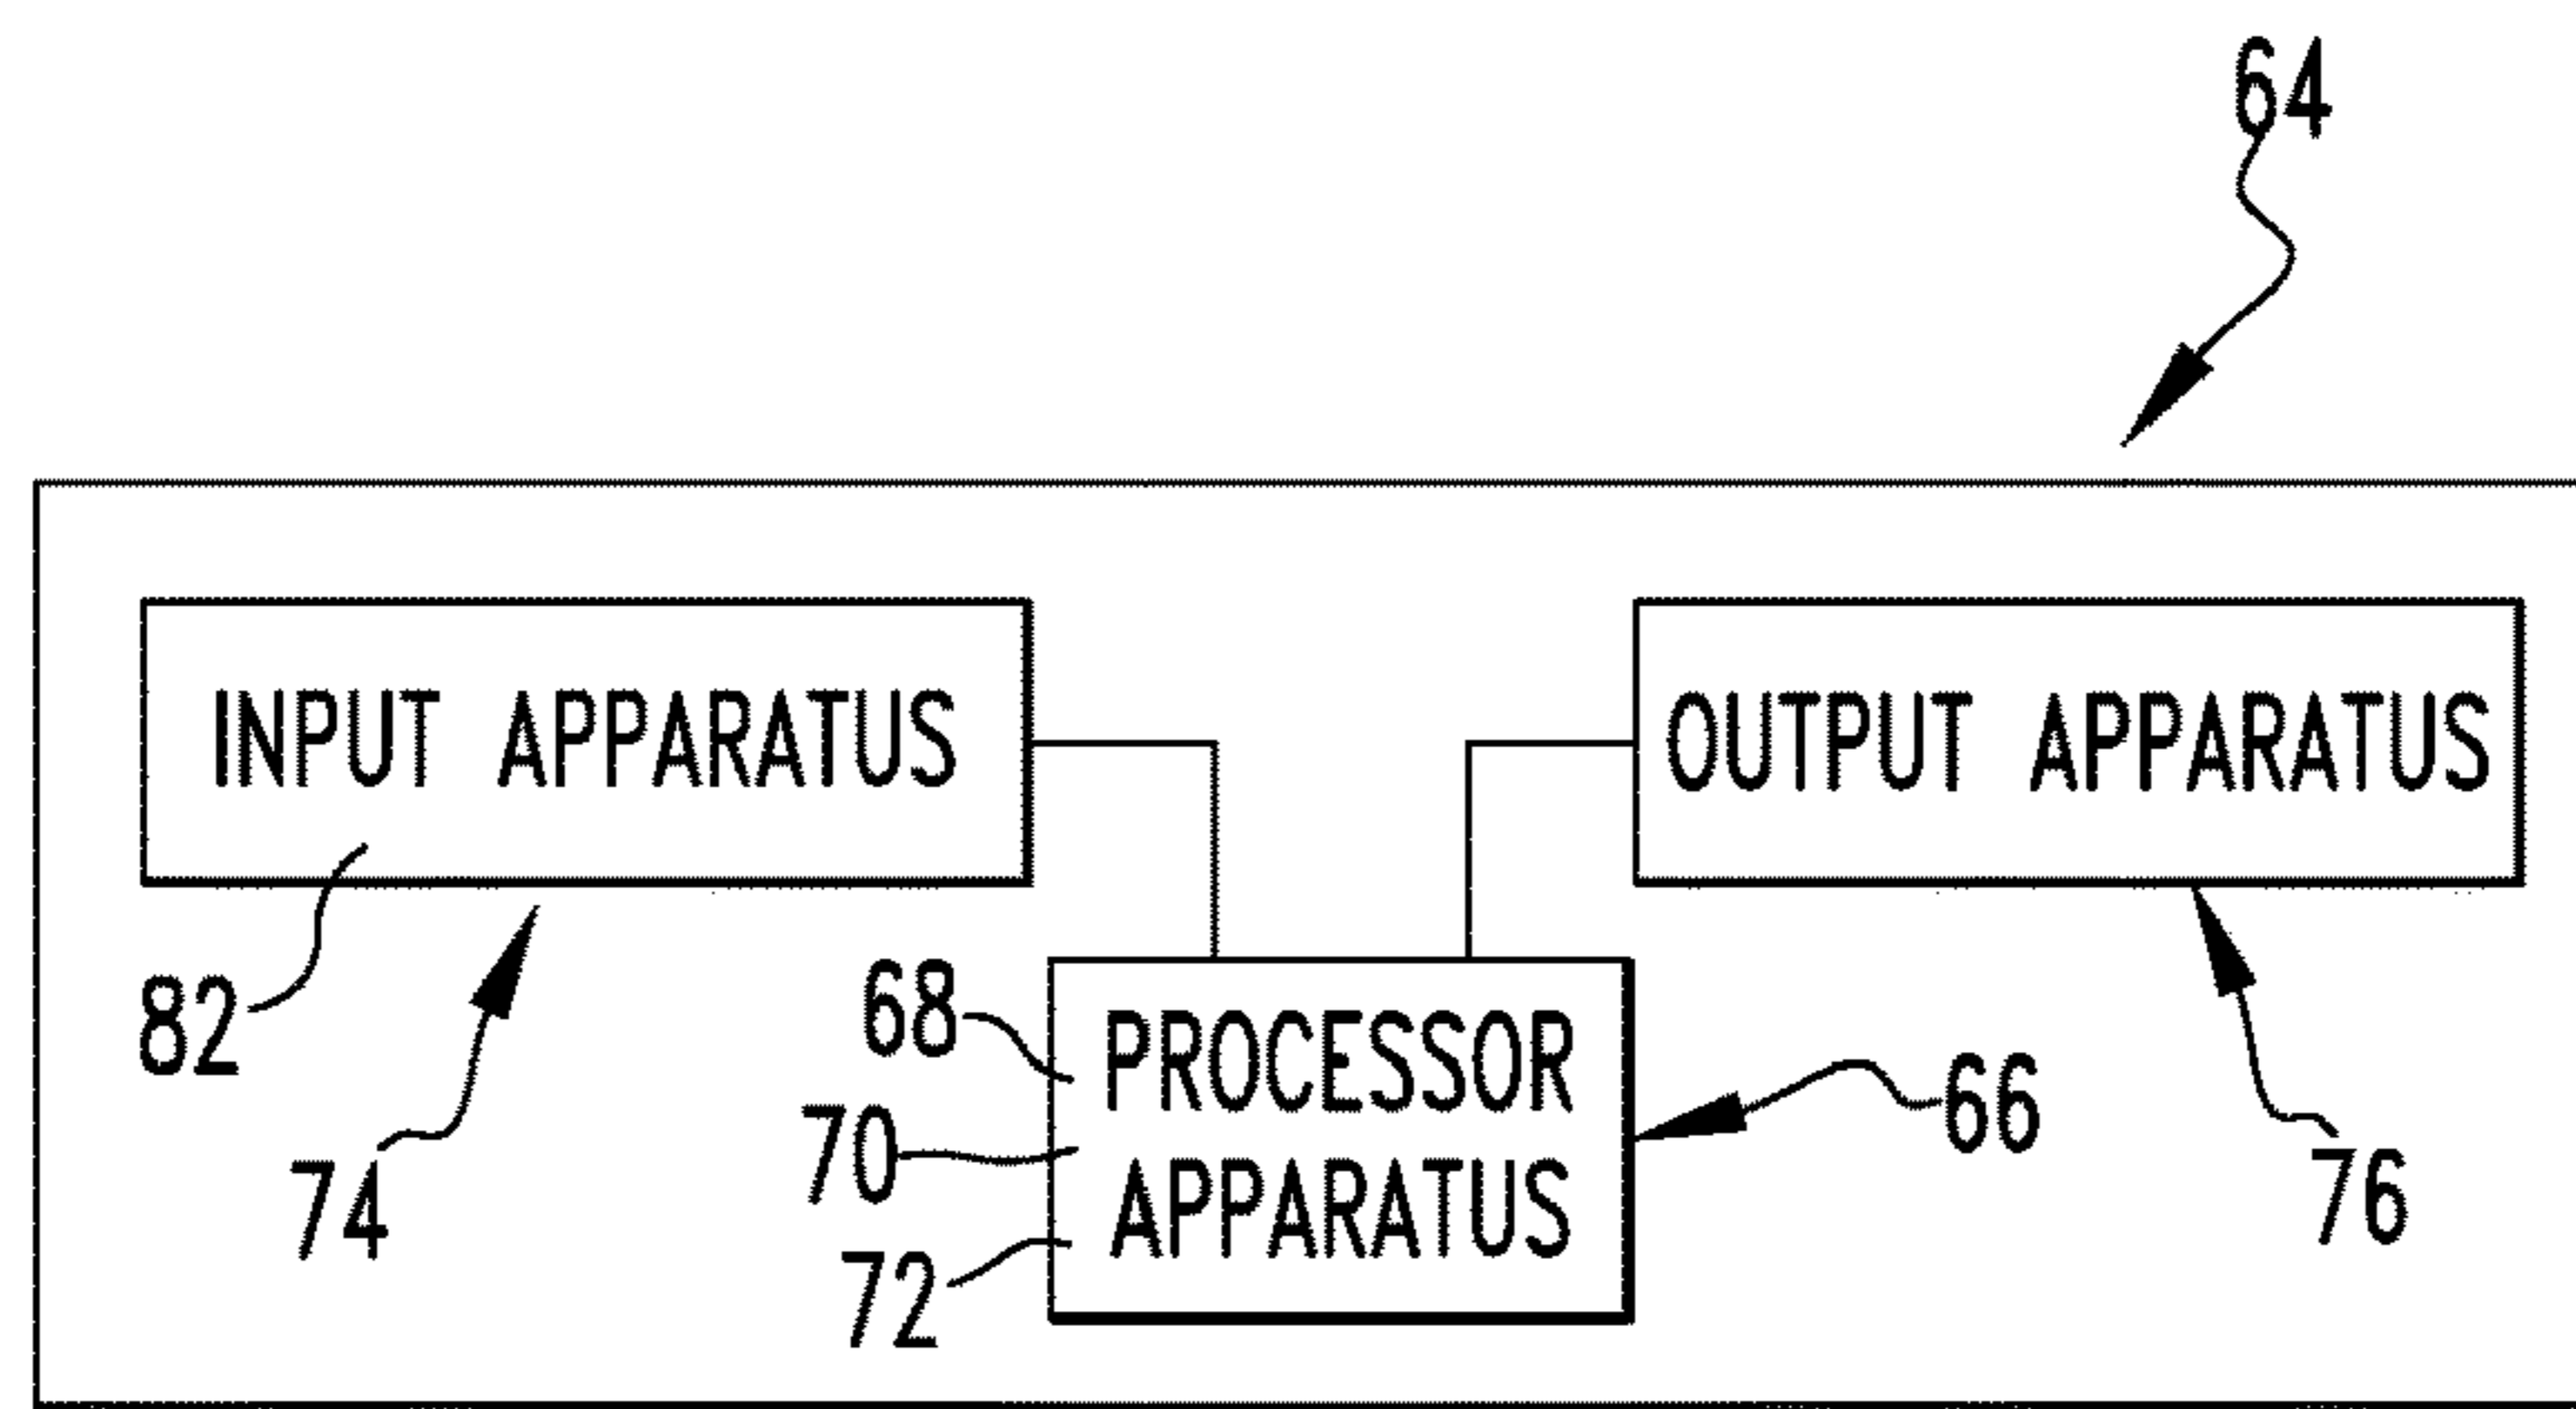 64
INPUT APPARATUS
OUTPUT APPARATUS
82
74
68
70
72
PROCESSOR
APPARATUS
66
76